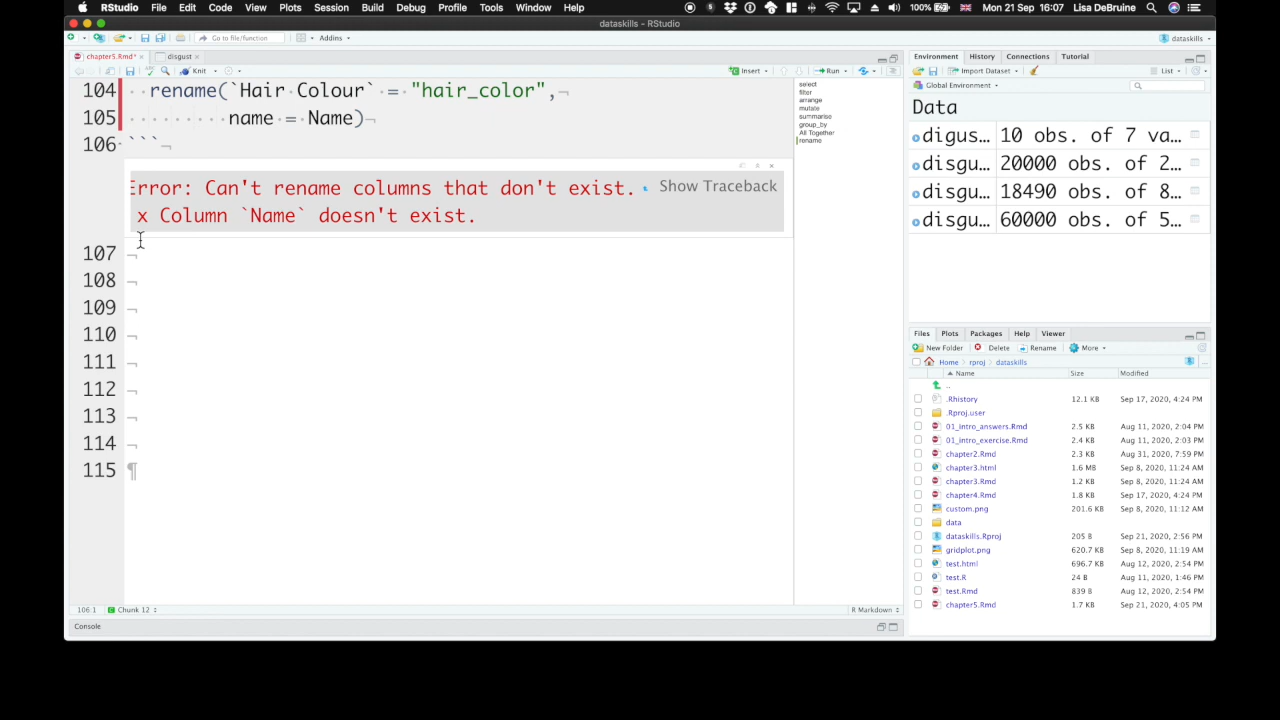 RStudio File Edit Code View Plots Session Build Debug Profile Tools Window Help 100% Mon 21 Sep 16:07 Lisa DeBruine
dataskills - RStudio
Go to file/function Addins dataskills
chapter5.Rmd* disgust
Knit Insert Run
104 rename(`Hair Colour` = "hair_color",
105 name = Name)
106 ```
Error: Can't rename columns that don't exist. Show Traceback
x Column `Name` doesn't exist.
107
108
109
110
111
112
113
114
115
106:1 Chunk 12 R Markdown
Console
select
filter
arrange
mutate
summarise
group_by
All Together
rename
Environment History Connections Tutorial
Import Dataset List
Global Environment
Data
digus… 10 obs. of 7 va…
disgu… 20000 obs. of 2…
disgu… 18490 obs. of 8…
disgu… 60000 obs. of 5…
Files Plots Packages Help Viewer
New Folder Delete Rename More
Home rproj dataskills
Name Size Modified
..
.Rhistory 12.1 KB Sep 17, 2020, 4:24 PM
.Rproj.user
01_intro_answers.Rmd 2.5 KB Aug 11, 2020, 2:04 PM
01_intro_exercise.Rmd 2.4 KB Aug 11, 2020, 2:03 PM
chapter2.Rmd 2.3 KB Aug 31, 2020, 7:59 PM
chapter3.html 1.6 MB Sep 8, 2020, 11:24 AM
chapter3.Rmd 1.2 KB Sep 8, 2020, 11:24 AM
chapter4.Rmd 1.8 KB Sep 17, 2020, 4:24 PM
custom.png 201.6 KB Sep 8, 2020, 11:12 AM
data
dataskills.Rproj 205 B Sep 21, 2020, 2:56 PM
gridplot.png 620.7 KB Sep 8, 2020, 11:19 AM
test.html 696.7 KB Aug 12, 2020, 2:54 PM
test.R 24 B Aug 11, 2020, 1:46 PM
test.Rmd 839 B Aug 12, 2020, 2:54 PM
chapter5.Rmd 1.7 KB Sep 21, 2020, 4:05 PM